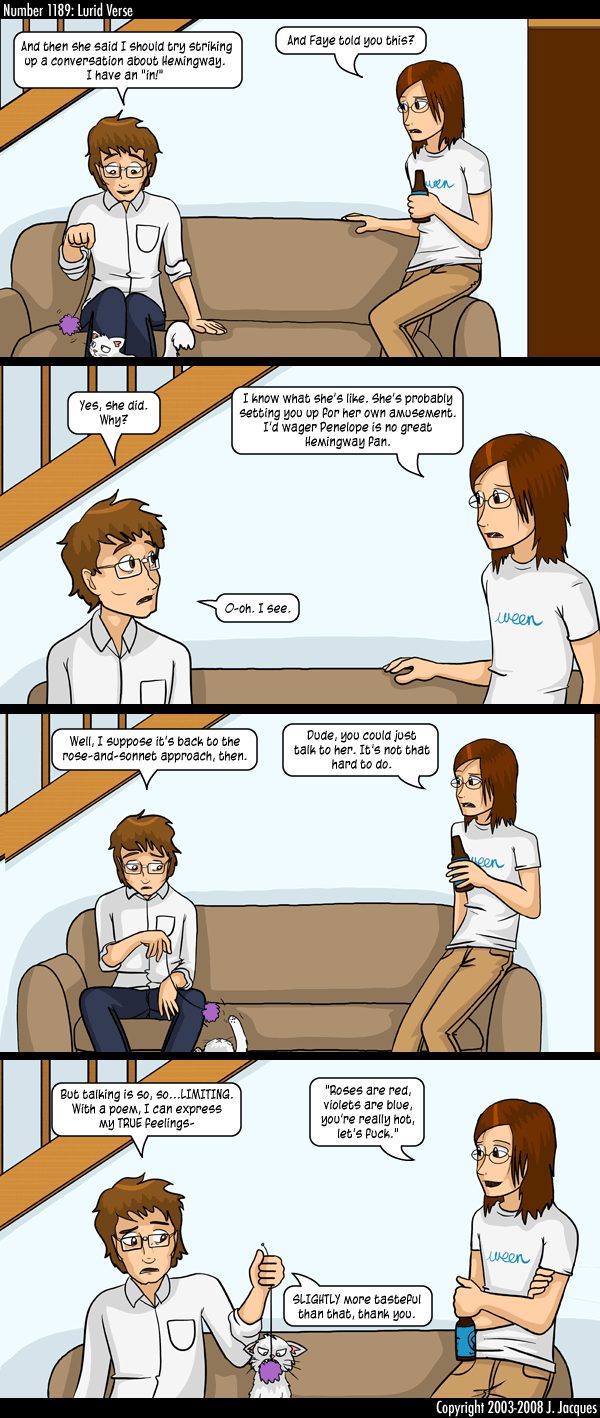 Number 1189: Lurid Verse
And then she said I should try striking
up a conversation about Hemingway.
I have an "in!"
And Faye told you this?
ween
Yes, she did.
Why?
I know what she's like. She's probably
setting you up for her own amusement.
I'd wager Penelope is no great
Hemingway fan.
O-oh. I see.
ween
Well, I suppose it's back to the
rose-and-sonnet approach, then.
Dude, you could just
talk to her. It's not that
hard to do.
ween
But talking is so, so...LIMITING.
With a poem, I can express
my TRUE feelings-
"Roses are red,
violets are blue,
you're really hot,
let's fuck."
ween
SLIGHTLY more tasteful
than that, thank you.
Copyright 2003-2008 J. Jacques